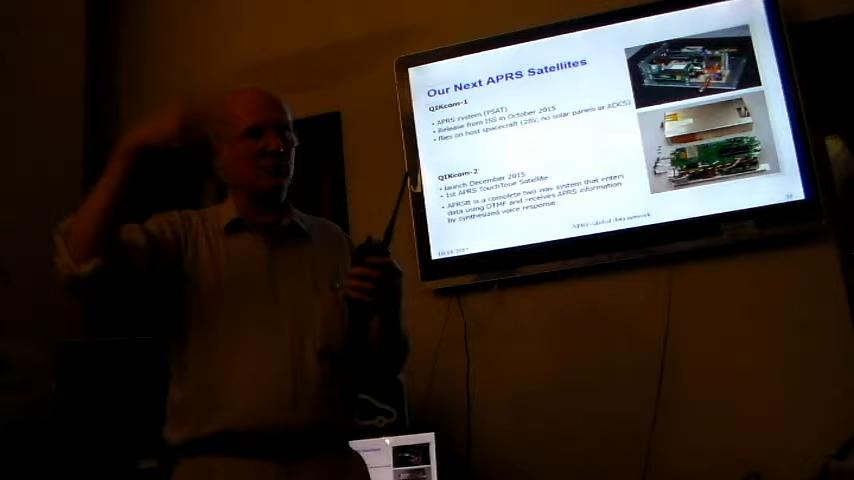 Our Next APRS Satellites
QIKcom-1
• APRS system (PSAT)
• Release from ISS in October 2015
• flies on host spacecraft (28V, no solar panels or ADCS)
QIKcom-2
• launch December 2015
• 1st APRS TouchTone Satellite
• APRStt is a complete two way system that enters
data using DTMF and receives APRS information
by synthesized voice response.
APRS Global data network